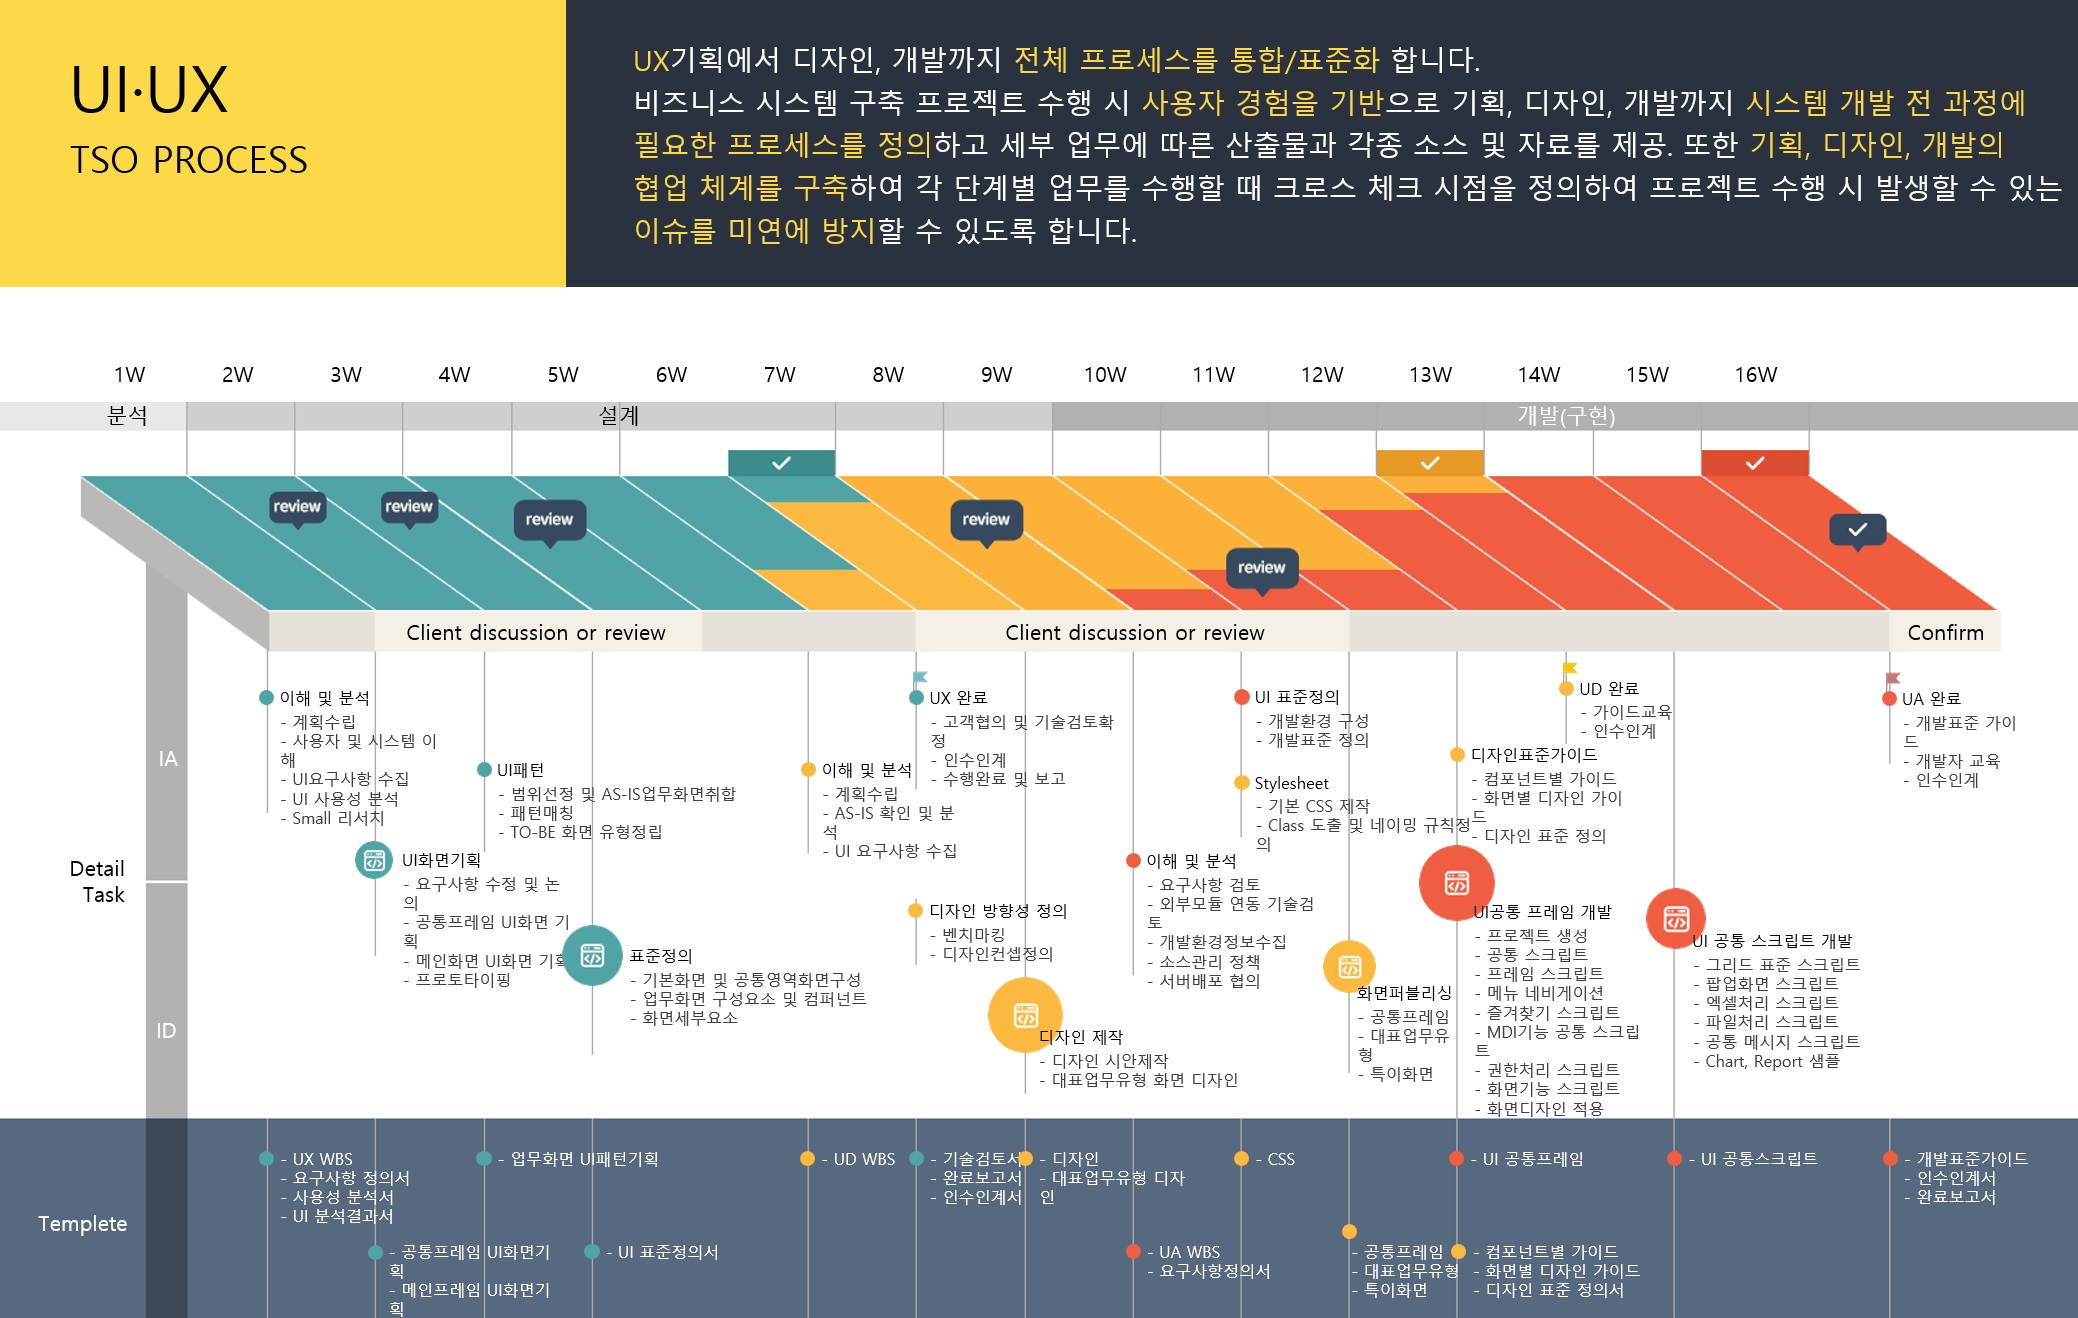 UI·UX
TSO PROCESS
UX기획에서 디자인, 개발까지 전체 프로세스를 통합/표준화 합니다.
비즈니스 시스템 구축 프로젝트 수행 시 사용자 경험을 기반으로 기획, 디자인, 개발까지 시스템 개발 전 과정에
필요한 프로세스를 정의하고 세부 업무에 따른 산출물과 각종 소스 및 자료를 제공. 또한 기획, 디자인, 개발의
협업 체계를 구축하여 각 단계별 업무를 수행할 때 크로스 체크 시점을 정의하여 프로젝트 수행 시 발생할 수 있는
이슈를 미연에 방지할 수 있도록 합니다.
1W 2W 3W 4W 5W 6W 7W 8W 9W 10W 11W 12W 13W 14W 15W 16W
분석 설계 개발(구현)
review
review
review
review
review
Client discussion or review
Client discussion or review
Confirm
Detail
Task
IA
ID
이해 및 분석
- 계획수립
- 사용자 및 시스템 이
해
- UI요구사항 수집
- UI 사용성 분석
- Small 리서치
UI화면기획
- 요구사항 수정 및 논
의
- 공통프레임 UI화면 기
획
- 메인화면 UI화면 기획
- 프로토타이핑
UI패턴
- 범위선정 및 AS-IS업무화면취합
- 패턴매칭
- TO-BE 화면 유형정립
표준정의
- 기본화면 및 공통영역화면구성
- 업무화면 구성요소 및 컴퍼넌트
- 화면세부요소
이해 및 분석
- 계획수립
- AS-IS 확인 및 분
석
- UI 요구사항 수집
UX 완료
- 고객협의 및 기술검토확
정
- 인수인계
- 수행완료 및 보고
디자인 방향성 정의
- 벤치마킹
- 디자인컨셉정의
디자인 제작
- 디자인 시안제작
- 대표업무유형 화면 디자인
이해 및 분석
- 요구사항 검토
- 외부모듈 연동 기술검
토
- 개발환경정보수집
- 소스관리 정책
- 서버배포 협의
UI 표준정의
- 개발환경 구성
- 개발표준 정의
Stylesheet
- 기본 CSS 제작
- Class 도출 및 네이밍 규칙정
의
화면퍼블리싱
- 공통프레임
- 대표업무유
형
- 특이화면
디자인표준가이드
- 컴포넌트별 가이드
- 화면별 디자인 가이
드
- 디자인 표준 정의
UI공통 프레임 개발
- 프로젝트 생성
- 공통 스크립트
- 프레임 스크립트
- 메뉴 네비게이션
- 즐겨찾기 스크립트
- MDI기능 공통 스크립
트
- 권한처리 스크립트
- 화면기능 스크립트
- 화면디자인 적용
UD 완료
- 가이드교육
- 인수인계
UI 공통 스크립트 개발
- 그리드 표준 스크립트
- 팝업화면 스크립트
- 엑셀처리 스크립트
- 파일처리 스크립트
- 공통 메시지 스크립트
- Chart, Report 샘플
UA 완료
- 개발표준 가이
드
- 개발자 교육
- 인수인계
Templete
- UX WBS
- 요구사항 정의서
- 사용성 분석서
- UI 분석결과서
- 공통프레임 UI화면기
획
- 메인프레임 UI화면기
획
- 업무화면 UI패턴기획
- UI 표준정의서
- UD WBS
- 기술검토서
- 완료보고서
- 인수인계서
- 디자인
- 대표업무유형 디자
인
- UA WBS
- 요구사항정의서
- CSS
- 공통프레임
- 대표업무유형
- 특이화면
- UI 공통프레임
- 컴포넌트별 가이드
- 화면별 디자인 가이드
- 디자인 표준 정의서
- UI 공통스크립트
- 개발표준가이드
- 인수인계서
- 완료보고서